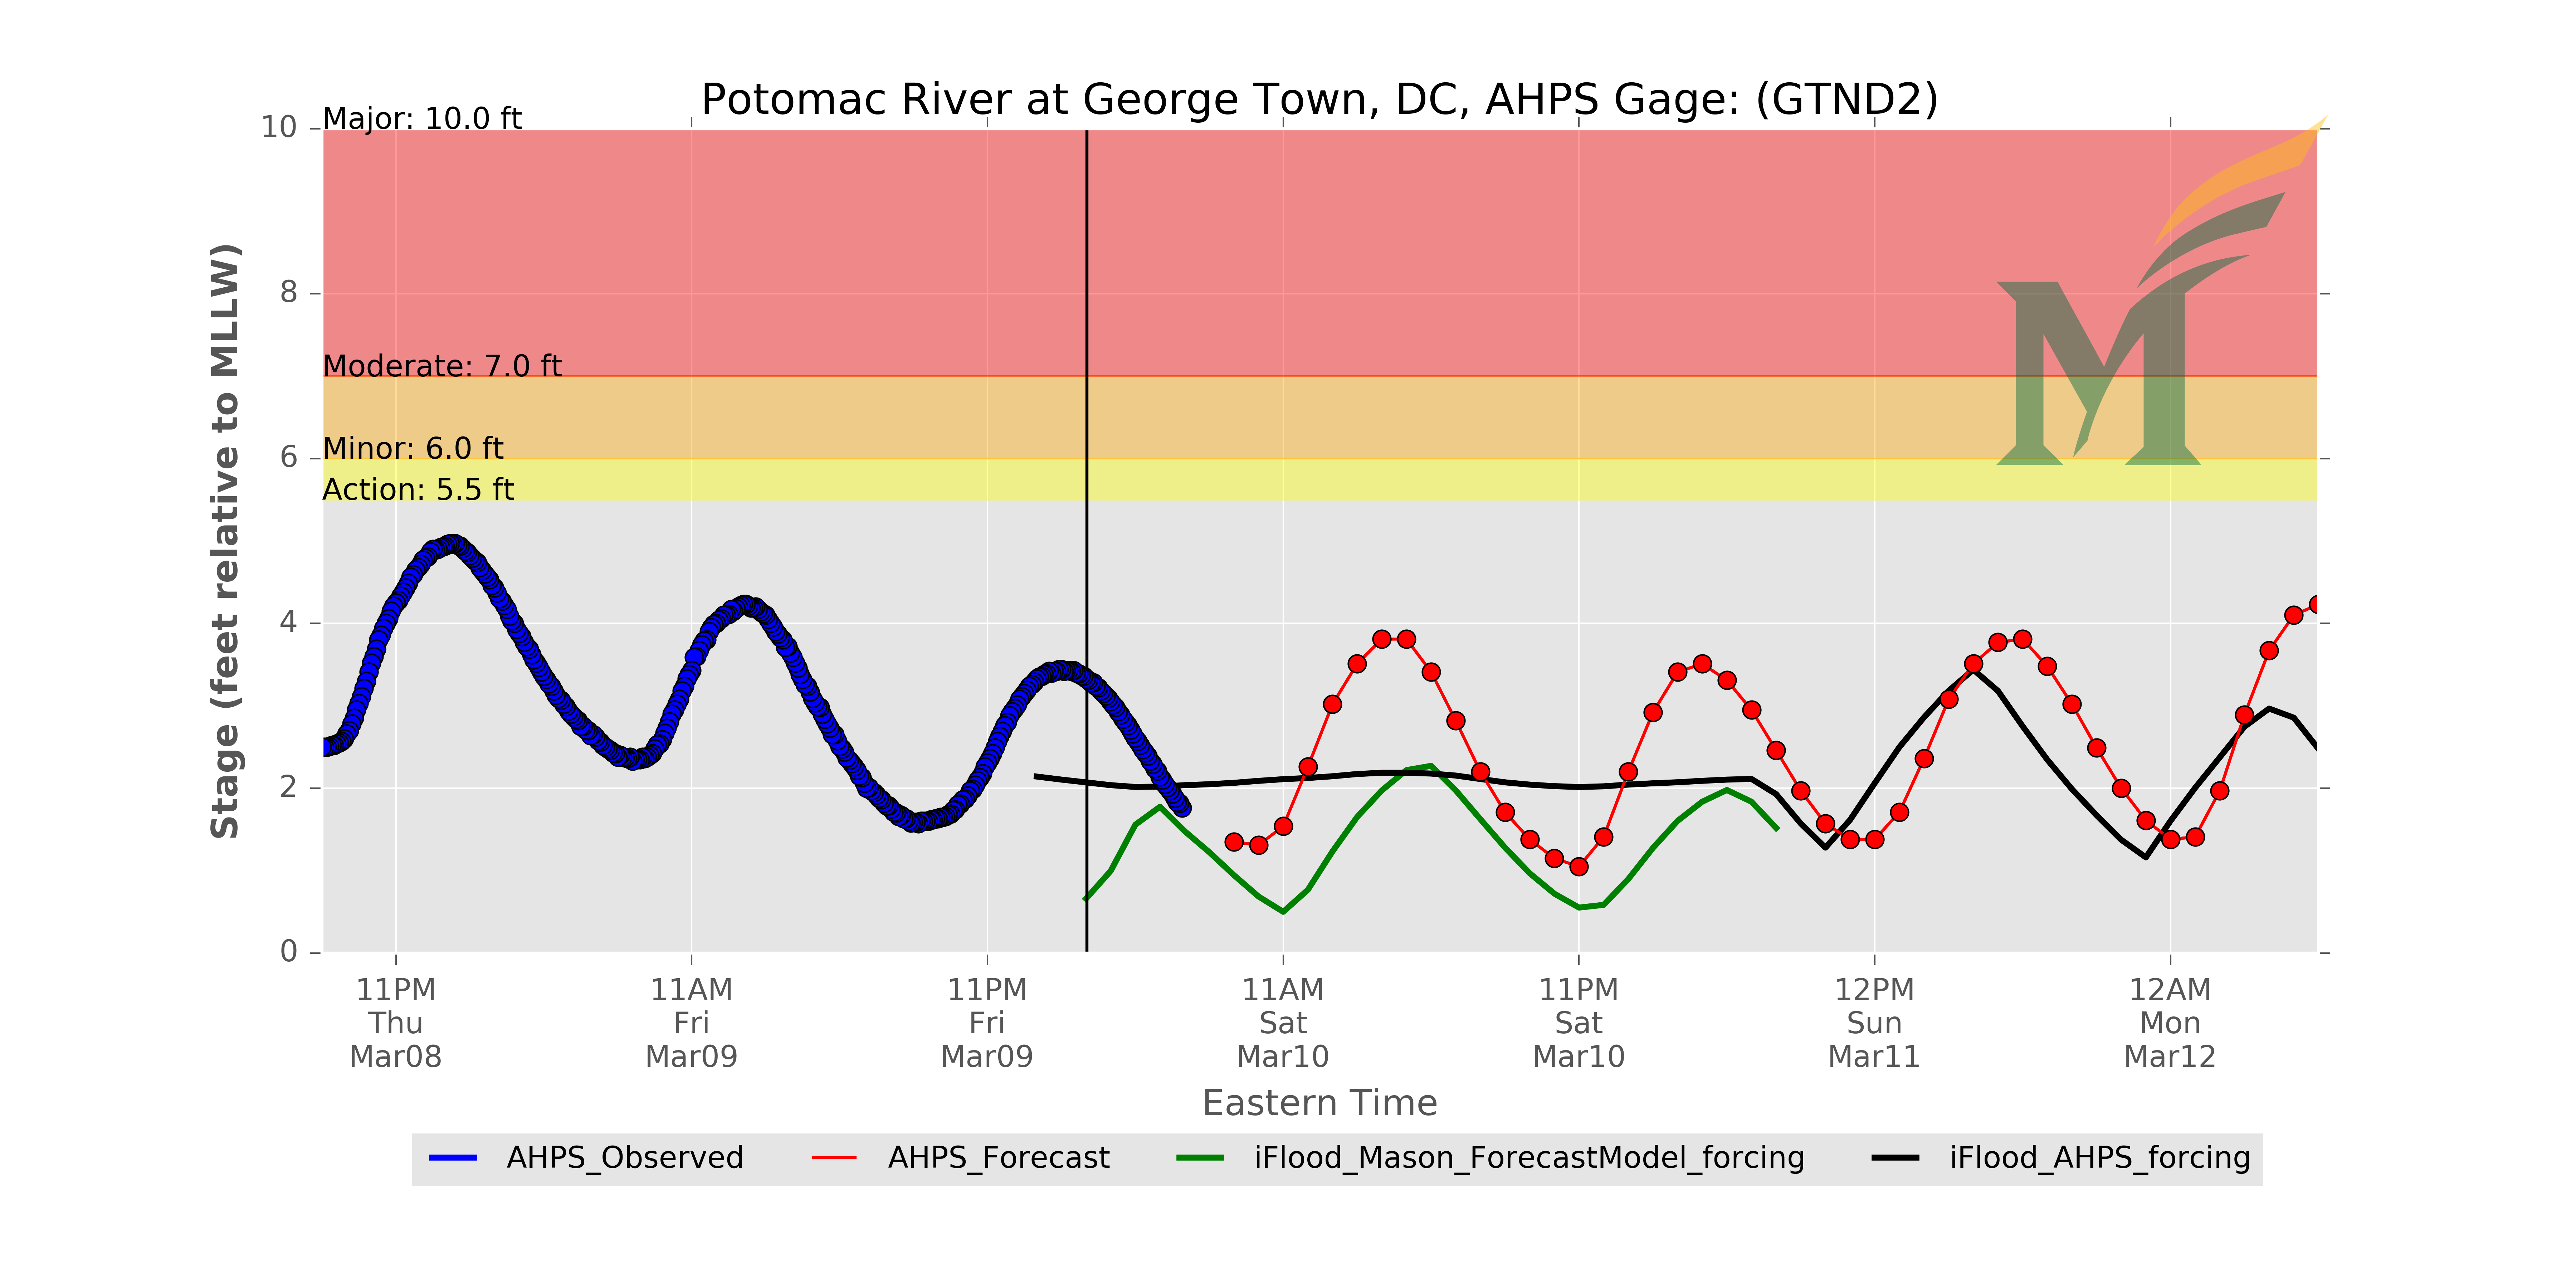 Potomac River at George Town, DC, AHPS Gage: (GTND2)
Major: 10.0 ft
Moderate: 7.0 ft
Minor: 6.0 ft
Action: 5.5 ft
Stage (feet relative to MLLW)
10
8
6
4
2
0
11PM 11AM 11PM 11AM 11PM 12PM 12AM
Thu Fri Fri Sat Sat Sun Mon
Mar08 Mar09 Mar09 Mar10 Mar10 Mar11 Mar12
Eastern Time
AHPS_Observed AHPS_Forecast iFlood_Mason_ForecastModel_forcing iFlood_AHPS_forcing
M